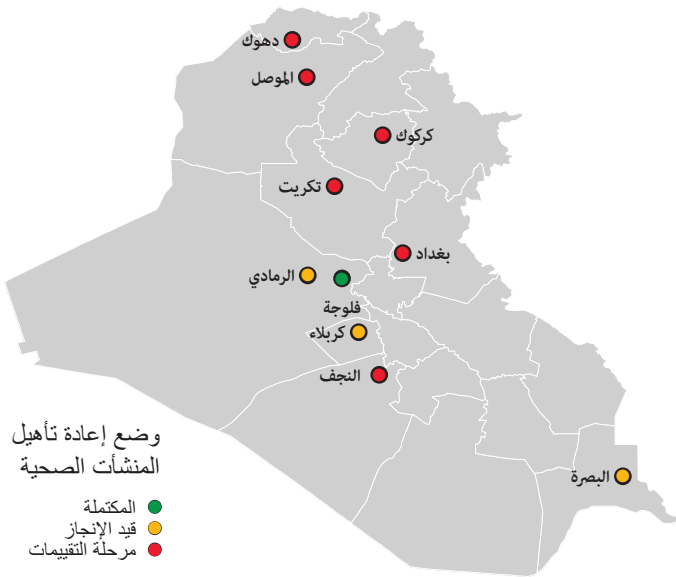 دهوك
الموصل
كركوك
تكريت
بغداد
الرمادي
فلوجة
كربلاء
النجف
البصرة
وضع إعادة تأهيل
المنشأت الصحية
المكتملة
قيد الإنجاز
مرحلة التقييمات